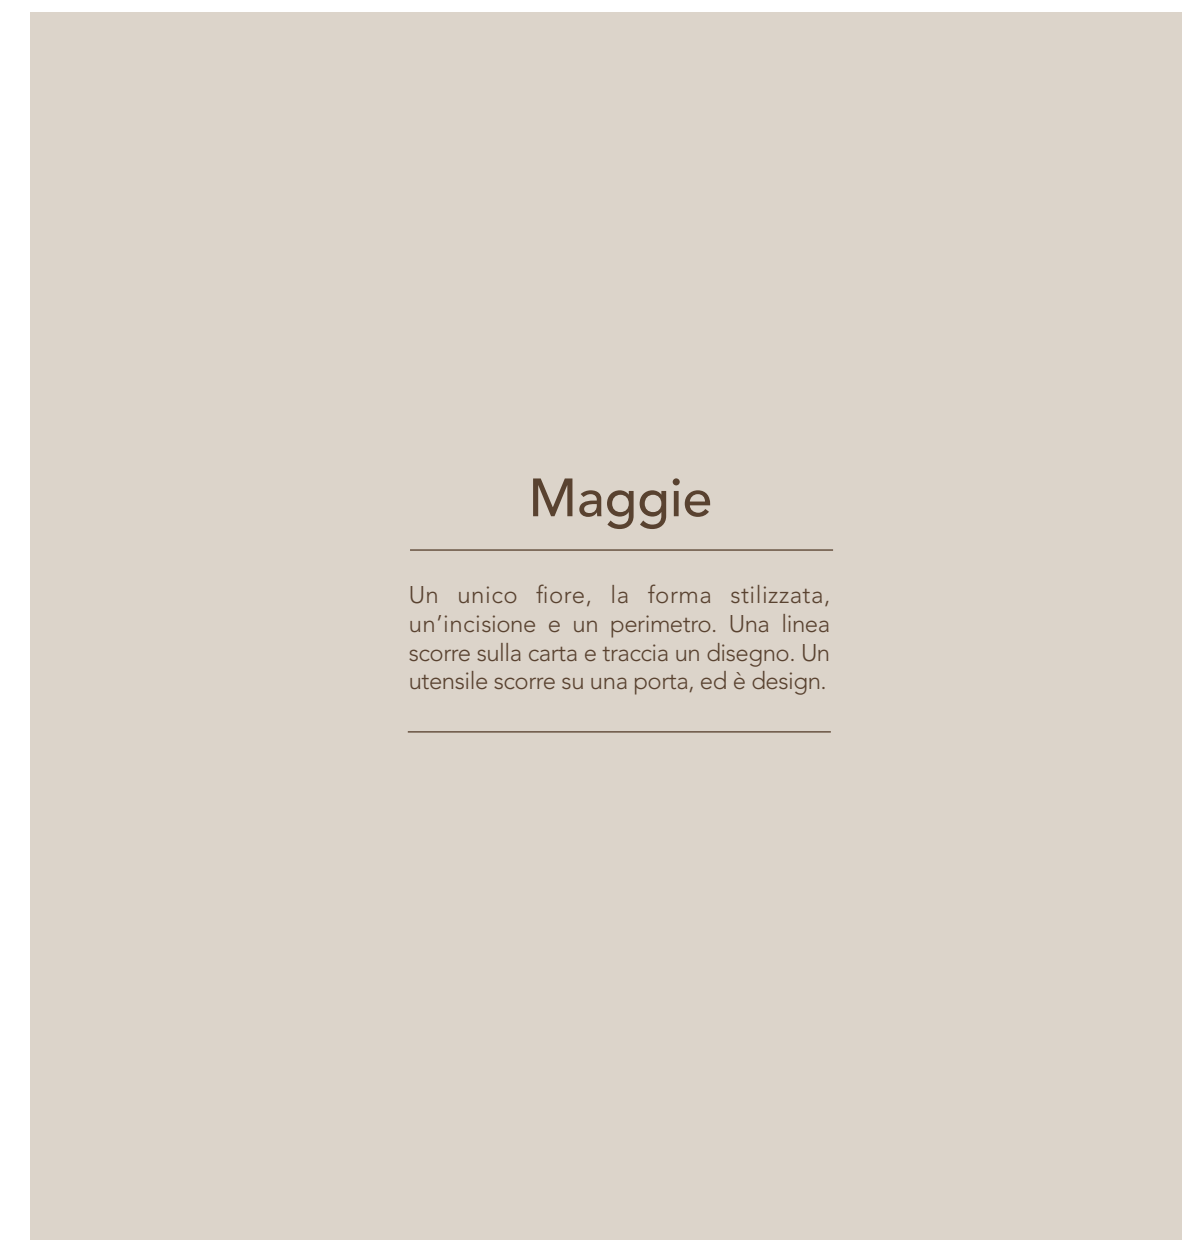 Maggie
Un unico fiore, la forma stilizzata,
un’incisione e un perimetro. Una linea
scorre sulla carta e traccia un disegno. Un
utensile scorre su una porta, ed è design.